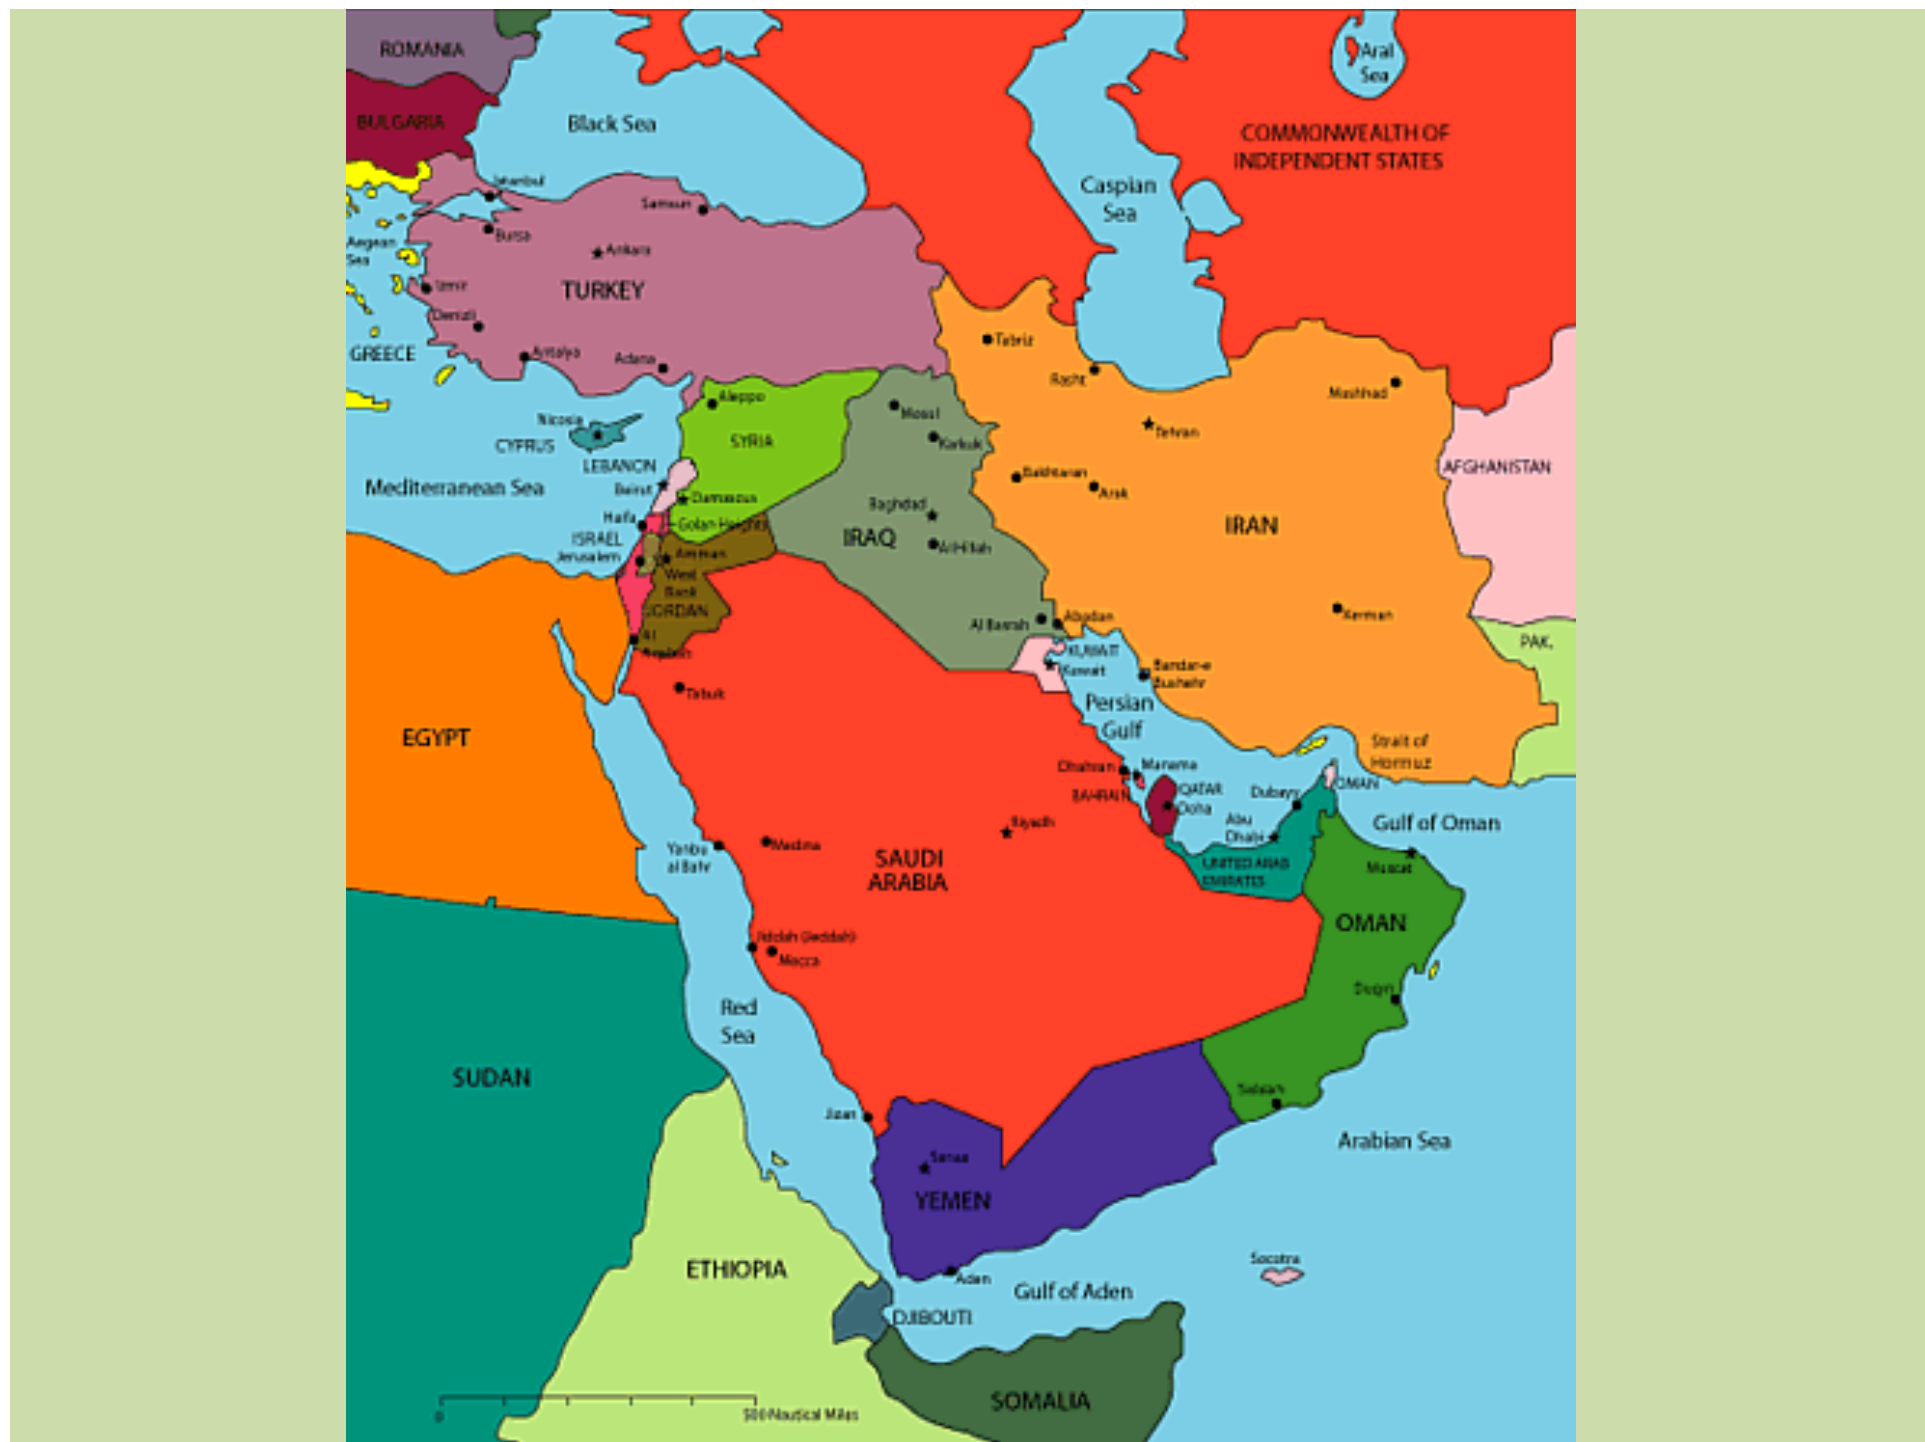 ROMANIA
Aral
Sea
BULGARIA
Black Sea
COMMONWEALTH OF
INDEPENDENT STATES
Caspian
Sea
Istanbul
Samsun
Bursa
Aegean
Sea
Ankara
Izmir
TURKEY
Denizli
Tabriz
GREECE
Antalya
Adana
Rasht
Mashhad
Aleppo
Mosul
Nicosia
CYPRUS
SYRIA
Karkuk
Tehran
LEBANON
AFGHANISTAN
Mediterranean Sea
Beirut
Damascus
Bakhtaran
Arak
Baghdad
Haifa
Golan Heights
IRAN
ISRAEL
IRAQ
Jerusalem
Amman
Al Hillah
West
Bank
JORDAN
Al Basrah
Abadan
Kerman
Al
PAK.
KUWAIT
Kuwait
Bandar-e
Bushehr
Tabuk
Persian
Gulf
EGYPT
Strait of
Hormuz
Dhahran
Manama
BAHRAIN
QATAR
Doha
OMAN
Dubayy
Abu
Dhabi
Gulf of Oman
Riyadh
Yanbu
al Bahr
Medina
SAUDI
ARABIA
UNITED ARAB
EMIRATES
Muscat
OMAN
Jiddah (Jeddah)
Mecca
Duqm
Red
Sea
SUDAN
Salalah
Jizan
Arabian Sea
Sanaa
YEMEN
ETHIOPIA
Socotra
Aden
Gulf of Aden
DJIBOUTI
SOMALIA
0
500 Nautical Miles